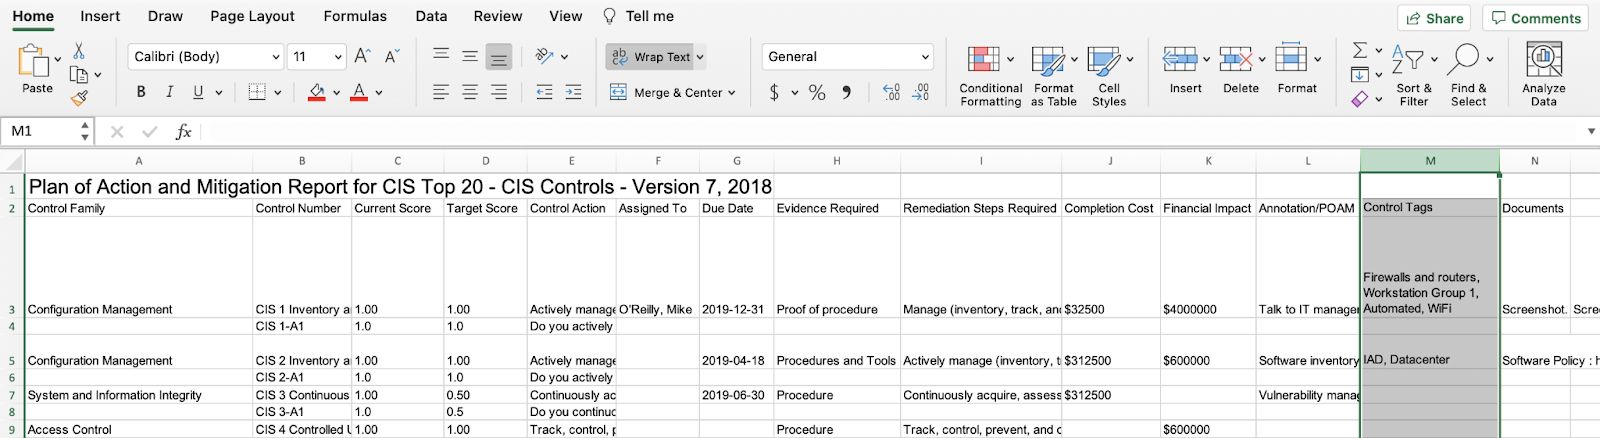 Home Insert Draw Page Layout Formulas Data Review View Tell me Share Comments
Paste Calibri (Body) 11 A^ A˅ ab Wrap Text General Conditional Formatting Format as Table Cell Styles Insert Delete Format Sort & Filter Find & Select Analyze Data
B I U A Merge & Center $ % 9 .0 .00
M1 fx
A B C D E F G H I J K L M N
1 Plan of Action and Mitigation Report for CIS Top 20 - CIS Controls - Version 7, 2018
2 Control Family Control Number Current Score Target Score Control Action Assigned To Due Date Evidence Required Remediation Steps Required Completion Cost Financial Impact Annotation/POAM Control Tags Documents
Firewalls and routers,
Workstation Group 1,
3 Configuration Management CIS 1 Inventory a 1.00 1.00 Actively manage O'Reilly, Mike 2019-12-31 Proof of procedure Manage (inventory, track, an $32500 $4000000 Talk to IT manager Automated, WiFi Screenshot. Scre
4 CIS 1-A1 1.0 1.0 Do you actively
5 Configuration Management CIS 2 Inventory a 1.00 1.00 Actively manage 2019-04-18 Procedures and Tools Actively manage (inventory, t $312500 $600000 Software inventory IAD, Datacenter Software Policy : h
6 CIS 2-A1 1.0 1.0 Do you actively
7 System and Information Integrity CIS 3 Continuous 1.00 0.50 Continuously ac 2019-06-30 Procedure Continuously acquire, assess $312500 Vulnerability manag
8 CIS 3-A1 1.0 0.5 Do you continuc
9 Access Control CIS 4 Controlled U 1.00 1.00 Track, control, p Procedure Track, control, prevent, and c $600000